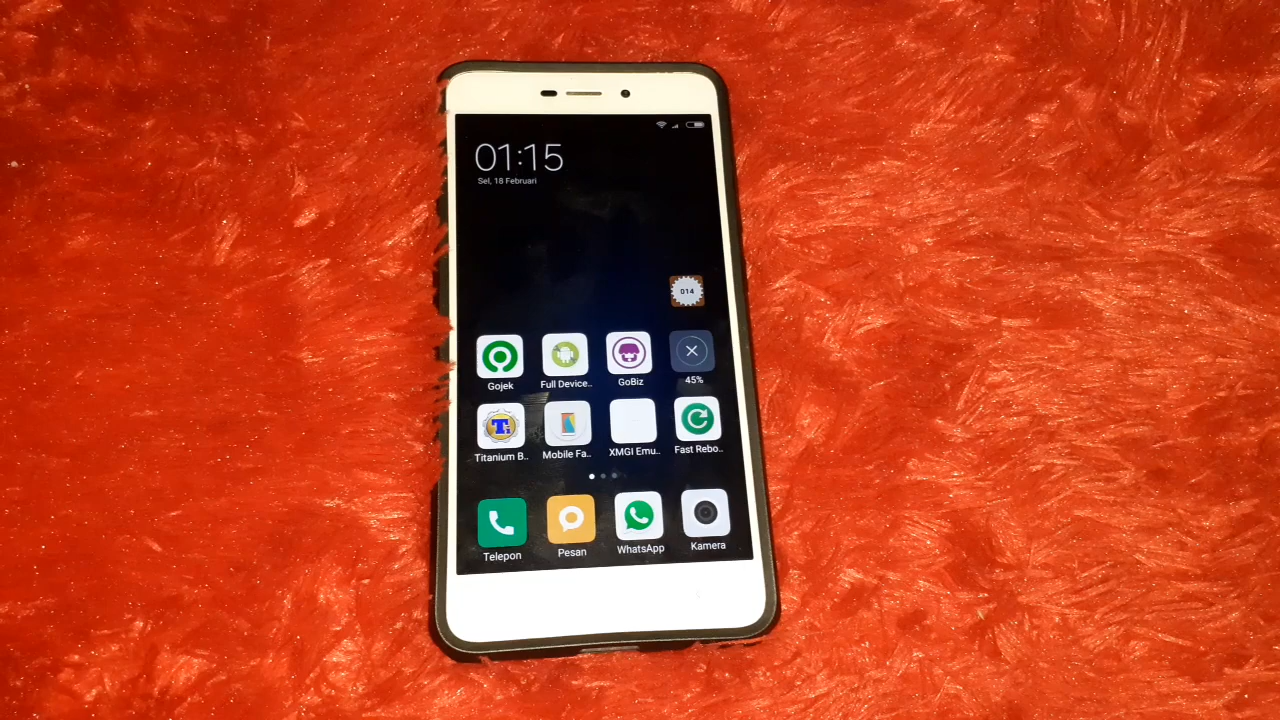 01:15
Sel, 18 Februari
014
Gojek
Full Device..
GoBiz
45%
Titanium B..
Mobile Fa..
XMGI Emu..
Fast Rebo..
Telepon
Pesan
WhatsApp
Kamera